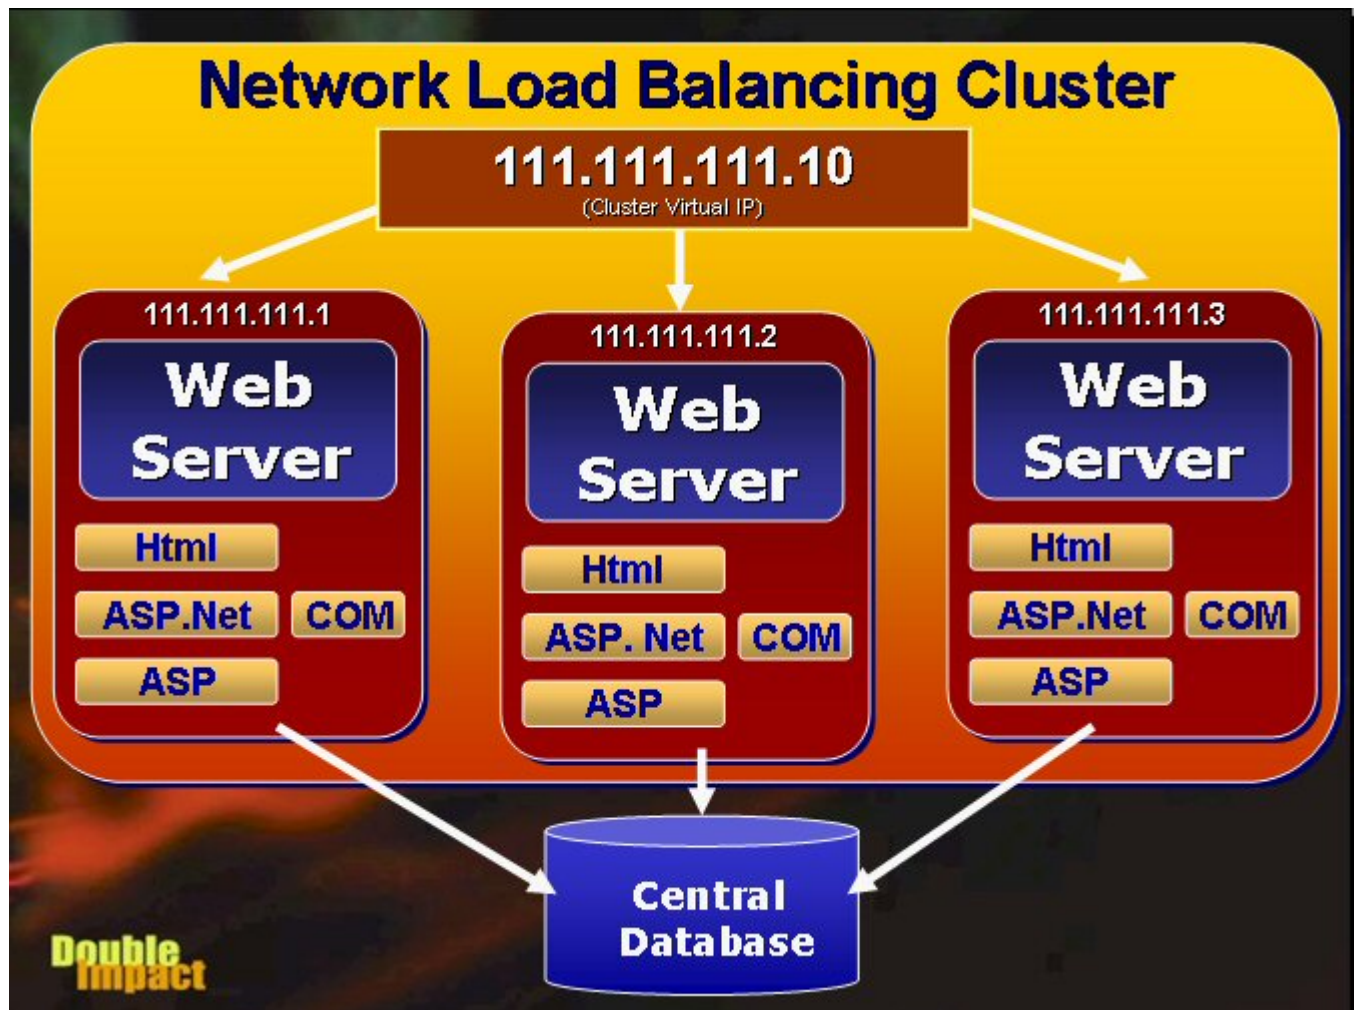 Network Load Balancing Cluster
111.111.111.10
(Cluster Virtual IP)
111.111.111.1
Web
Server
Html
ASP.Net
COM
ASP
111.111.111.2
Web
Server
Html
ASP. Net
COM
ASP
111.111.111.3
Web
Server
Html
ASP.Net
COM
ASP
Central
Database
Double
Impact